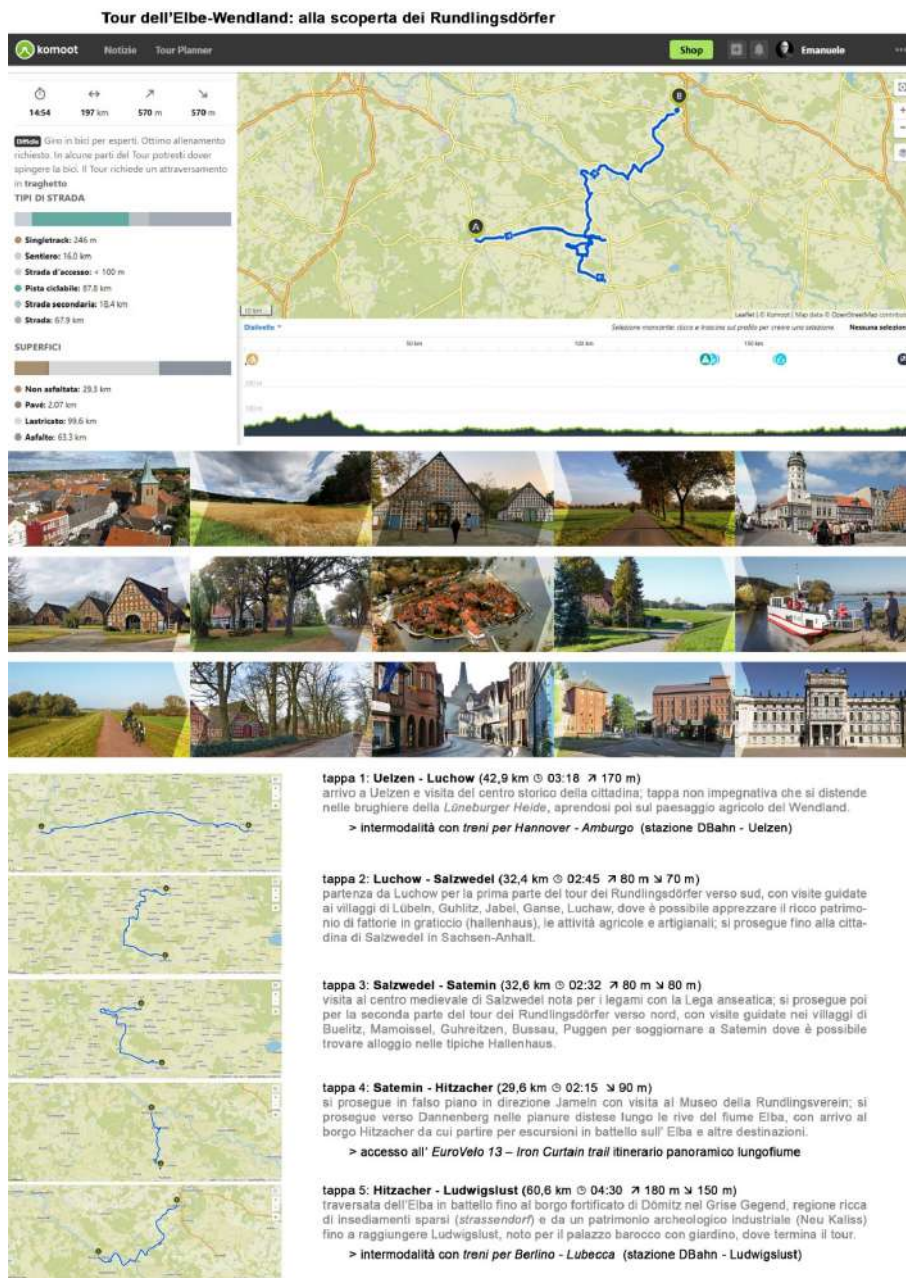 Tour dell'Elbe-Wendland: alla scoperta dei Rundlingsdörfer
komoot Notizie Tour Planner Shop Emanuele
14:54 197 km 570 m 570 m
Difficile Giro in bici per esperti. Ottimo allenamento
richiesto. In alcune parti del Tour potresti dover
spingere la bici. Il Tour richiede un attraversamento
in traghetto
TIPI DI STRADA
Singletrack: 246 m
Sentiero: 16.0 km
Strada d'accesso: < 100 m
Pista ciclabile: 87.8 km
Strada secondaria: 18.4 km
Strada: 67.9 km
SUPERFICI
Non asfaltata: 29.3 km
Pavé: 2.07 km
Lastricato: 99.6 km
Asfalto: 63.3 km
A
B
10 km
Leaflet | © Komoot | Map data © OpenStreetMap
Dislivello
Selezione mancante: clicca e trascina sul profilo per creare una selezione. Nessuna selezion
50 km 100 km 150 km
tappa 1: Uelzen - Luchow (42,9 km 03:18 ↗ 170 m)
arrivo a Uelzen e visita del centro storico della cittadina; tappa non impegnativa che si distende
nelle brughiere della Lüneburger Heide, aprendosi poi sul paesaggio agricolo del Wendland.
> intermodalità con treni per Hannover - Amburgo (stazione DBahn - Uelzen)
tappa 2: Luchow - Salzwedel (32,4 km 02:45 ↗ 80 m ↘ 70 m)
partenza da Luchow per la prima parte del tour dei Rundlingsdörfer verso sud, con visite guidate
ai villaggi di Lübeln, Guhlitz, Jabel, Ganse, Luchaw, dove è possibile apprezzare il ricco patrimo-
nio di fattorie in graticcio (hallenhaus), le attività agricole e artigianali; si prosegue fino alla citta-
dina di Salzwedel in Sachsen-Anhalt.
tappa 3: Salzwedel - Satemin (32,6 km 02:32 ↗ 80 m ↘ 80 m)
visita al centro medievale di Salzwedel nota per i legami con la Lega anseatica; si prosegue poi
per la seconda parte del tour dei Rundlingsdörfer verso nord, con visite guidate nei villaggi di
Buelitz, Mamoissel, Guhreitzen, Bussau, Puggen per soggiornare a Satemin dove è possibile
trovare alloggio nelle tipiche Hallenhaus.
tappa 4: Satemin - Hitzacher (29,6 km 02:15 ↘ 90 m)
si prosegue in falso piano in direzione Jameln con visita al Museo della Rundlingsverein; si
prosegue verso Dannenberg nelle pianure distese lungo le rive del fiume Elba, con arrivo al
borgo Hitzacher da cui partire per escursioni in battello sull' Elba e altre destinazioni.
> accesso all' EuroVelo 13 – Iron Curtain trail itinerario panoramico lungofiume
tappa 5: Hitzacher - Ludwigslust (60,6 km 04:30 ↗ 180 m ↘ 150 m)
traversata dell'Elba in battello fino al borgo fortificato di Dömitz nel Grise Gegend, regione ricca
di insediamenti sparsi (strassendorf) e da un patrimonio archeologico industriale (Neu Kaliss)
fino a raggiungere Ludwigslust, noto per il palazzo barocco con giardino, dove termina il tour.
> intermodalità con treni per Berlino - Lubecca (stazione DBahn - Ludwigslust)